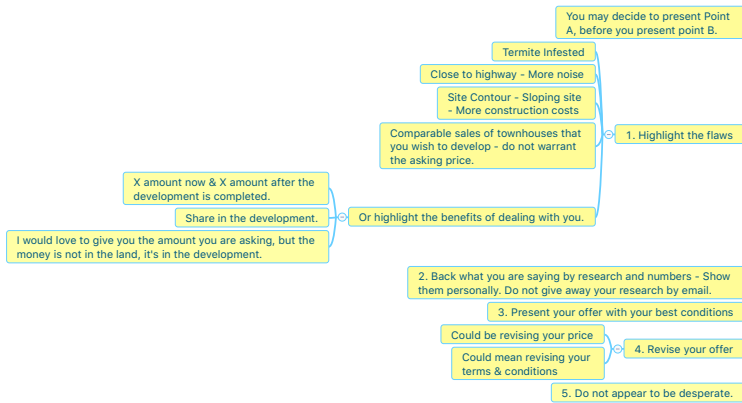 You may decide to present Point
A, before you present point B.
1. Highlight the flaws
Termite Infested
Close to highway - More noise
Site Contour - Sloping site
- More construction costs
Comparable sales of townhouses that
you wish to develop - do not warrant
the asking price.
Or highlight the benefits of dealing with you.
X amount now & X amount after the
development is completed.
Share in the development.
I would love to give you the amount you are asking, but the
money is not in the land, it's in the development.
2. Back what you are saying by research and numbers - Show
them personally. Do not give away your research by email.
3. Present your offer with your best conditions
4. Revise your offer
Could be revising your price
Could mean revising your
terms & conditions
5. Do not appear to be desperate.